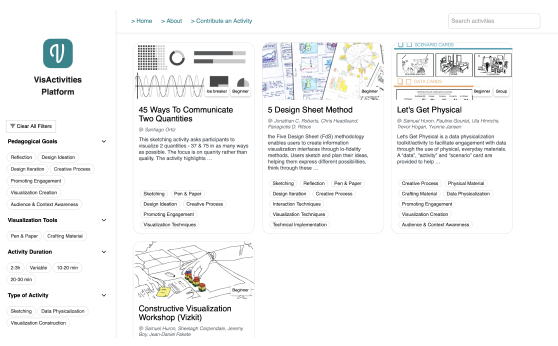 > Home > About > Contribute an Activity
Search activities
VisActivities
Platform
Clear All Filters
Pedagogical Goals
Reflection Design Ideation
Design Iteration Creative Process
Promoting Engagement
Visualization Creation
Audience & Context Awareness
Visualization Tools
Pen & Paper Crafting Material
Activity Duration
2-3h Variable 10-20 min
20-30 min
Type of Activity
Sketching Data Physicalization
Visualization Construction
Ice breaker Beginner
45 Ways To Communicate
Two Quantities
@ Santiago Ortiz
This sketching activity asks participants to
visualize 2 quantities - 37 & 75 in as many ways
as possible. The focus is on quantity rather than
quality. The activity highlights ...
Sketching Pen & Paper
Design Ideation Creative Process
Promoting Engagement
Visualization Techniques
Beginner
5 Design Sheet Method
@ Jonathan C. Roberts, Chris Headleand,
Panagiotis D. Ritsos
the Five Design Sheet (FdS) methodology
enables users to create information
visualization interfaces through lo-fidelity
methods. Users sketch and plan their ideas,
helping them express different possibilities,
think through these ...
Sketching Reflection Pen & Paper
Design Iteration Creative Process
Interaction Techniques
Visualization Techniques
Technical Implementation
SCENARIO CARDS
DATA CARDS
Beginner Group
Let's Get Physical
@ Samuel Huron, Pauline Gourlet, Uta Hinrichs,
Trevor Hogan, Yvonne Jansen
Let's Get Physical is a data physicalization
toolkit/activity to facilitate engagement with data
through the use of physical, everyday materials.
A "data", "activity" and "scenario" card are
provided to help ...
Creative Process Physical Material
Crafting Material Data Physicalization
Promoting Engagement
Visualization Creation
Audience & Context Awareness
Beginner
Constructive Visualization
Workshop (Vizkit)
@ Samuel Huron, Sheelagh Carpendale, Jeremy
Boy, Jean-Daniel Fekete